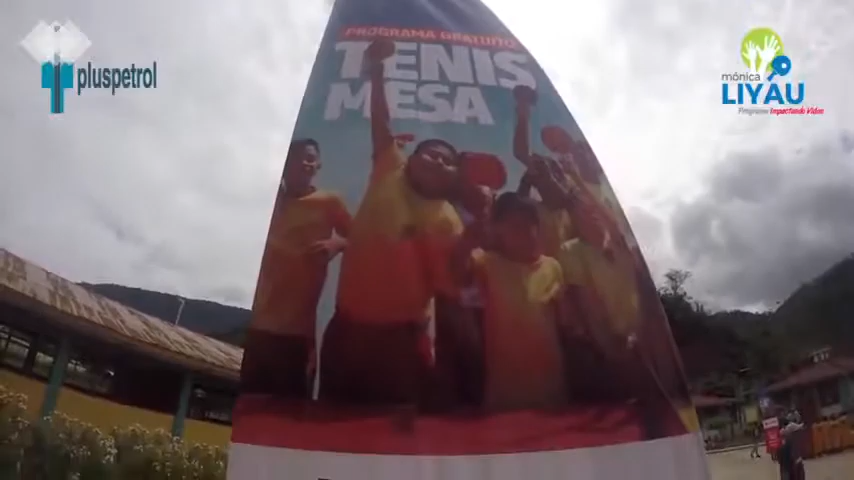 pluspetrol
PROGRAMA GRATUITO
TENIS
MESA
mónica
LIYAU
Programa Impactando Vidas